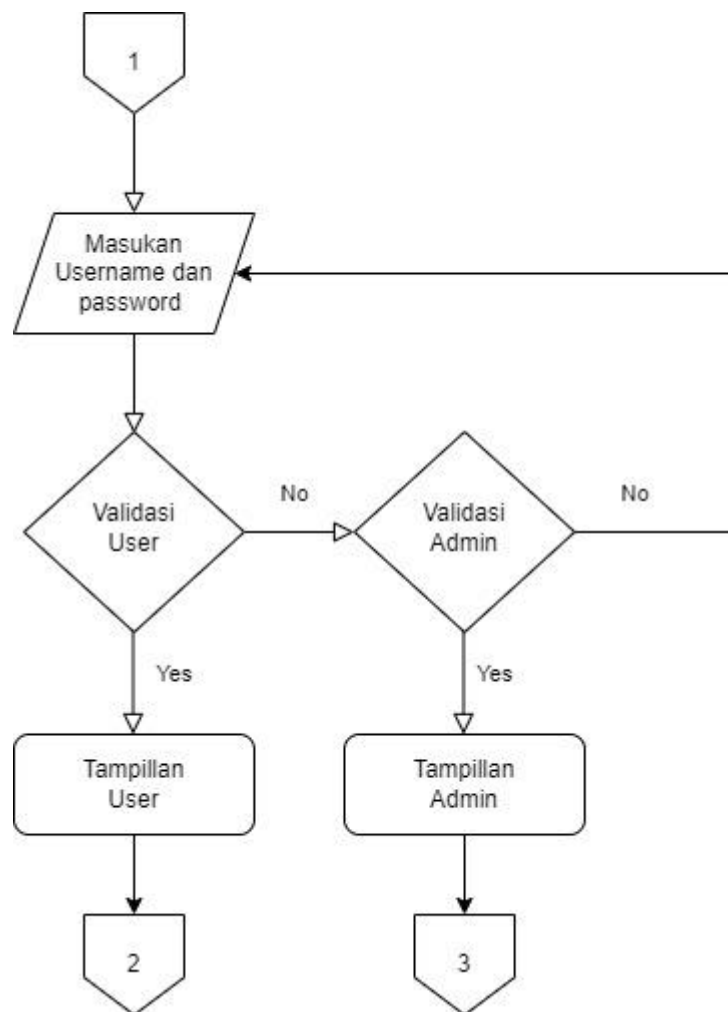 1
Masukan
Username dan
password
Validasi
User
No
Validasi
Admin
No
Yes
Yes
Tampillan
User
Tampillan
Admin
2
3